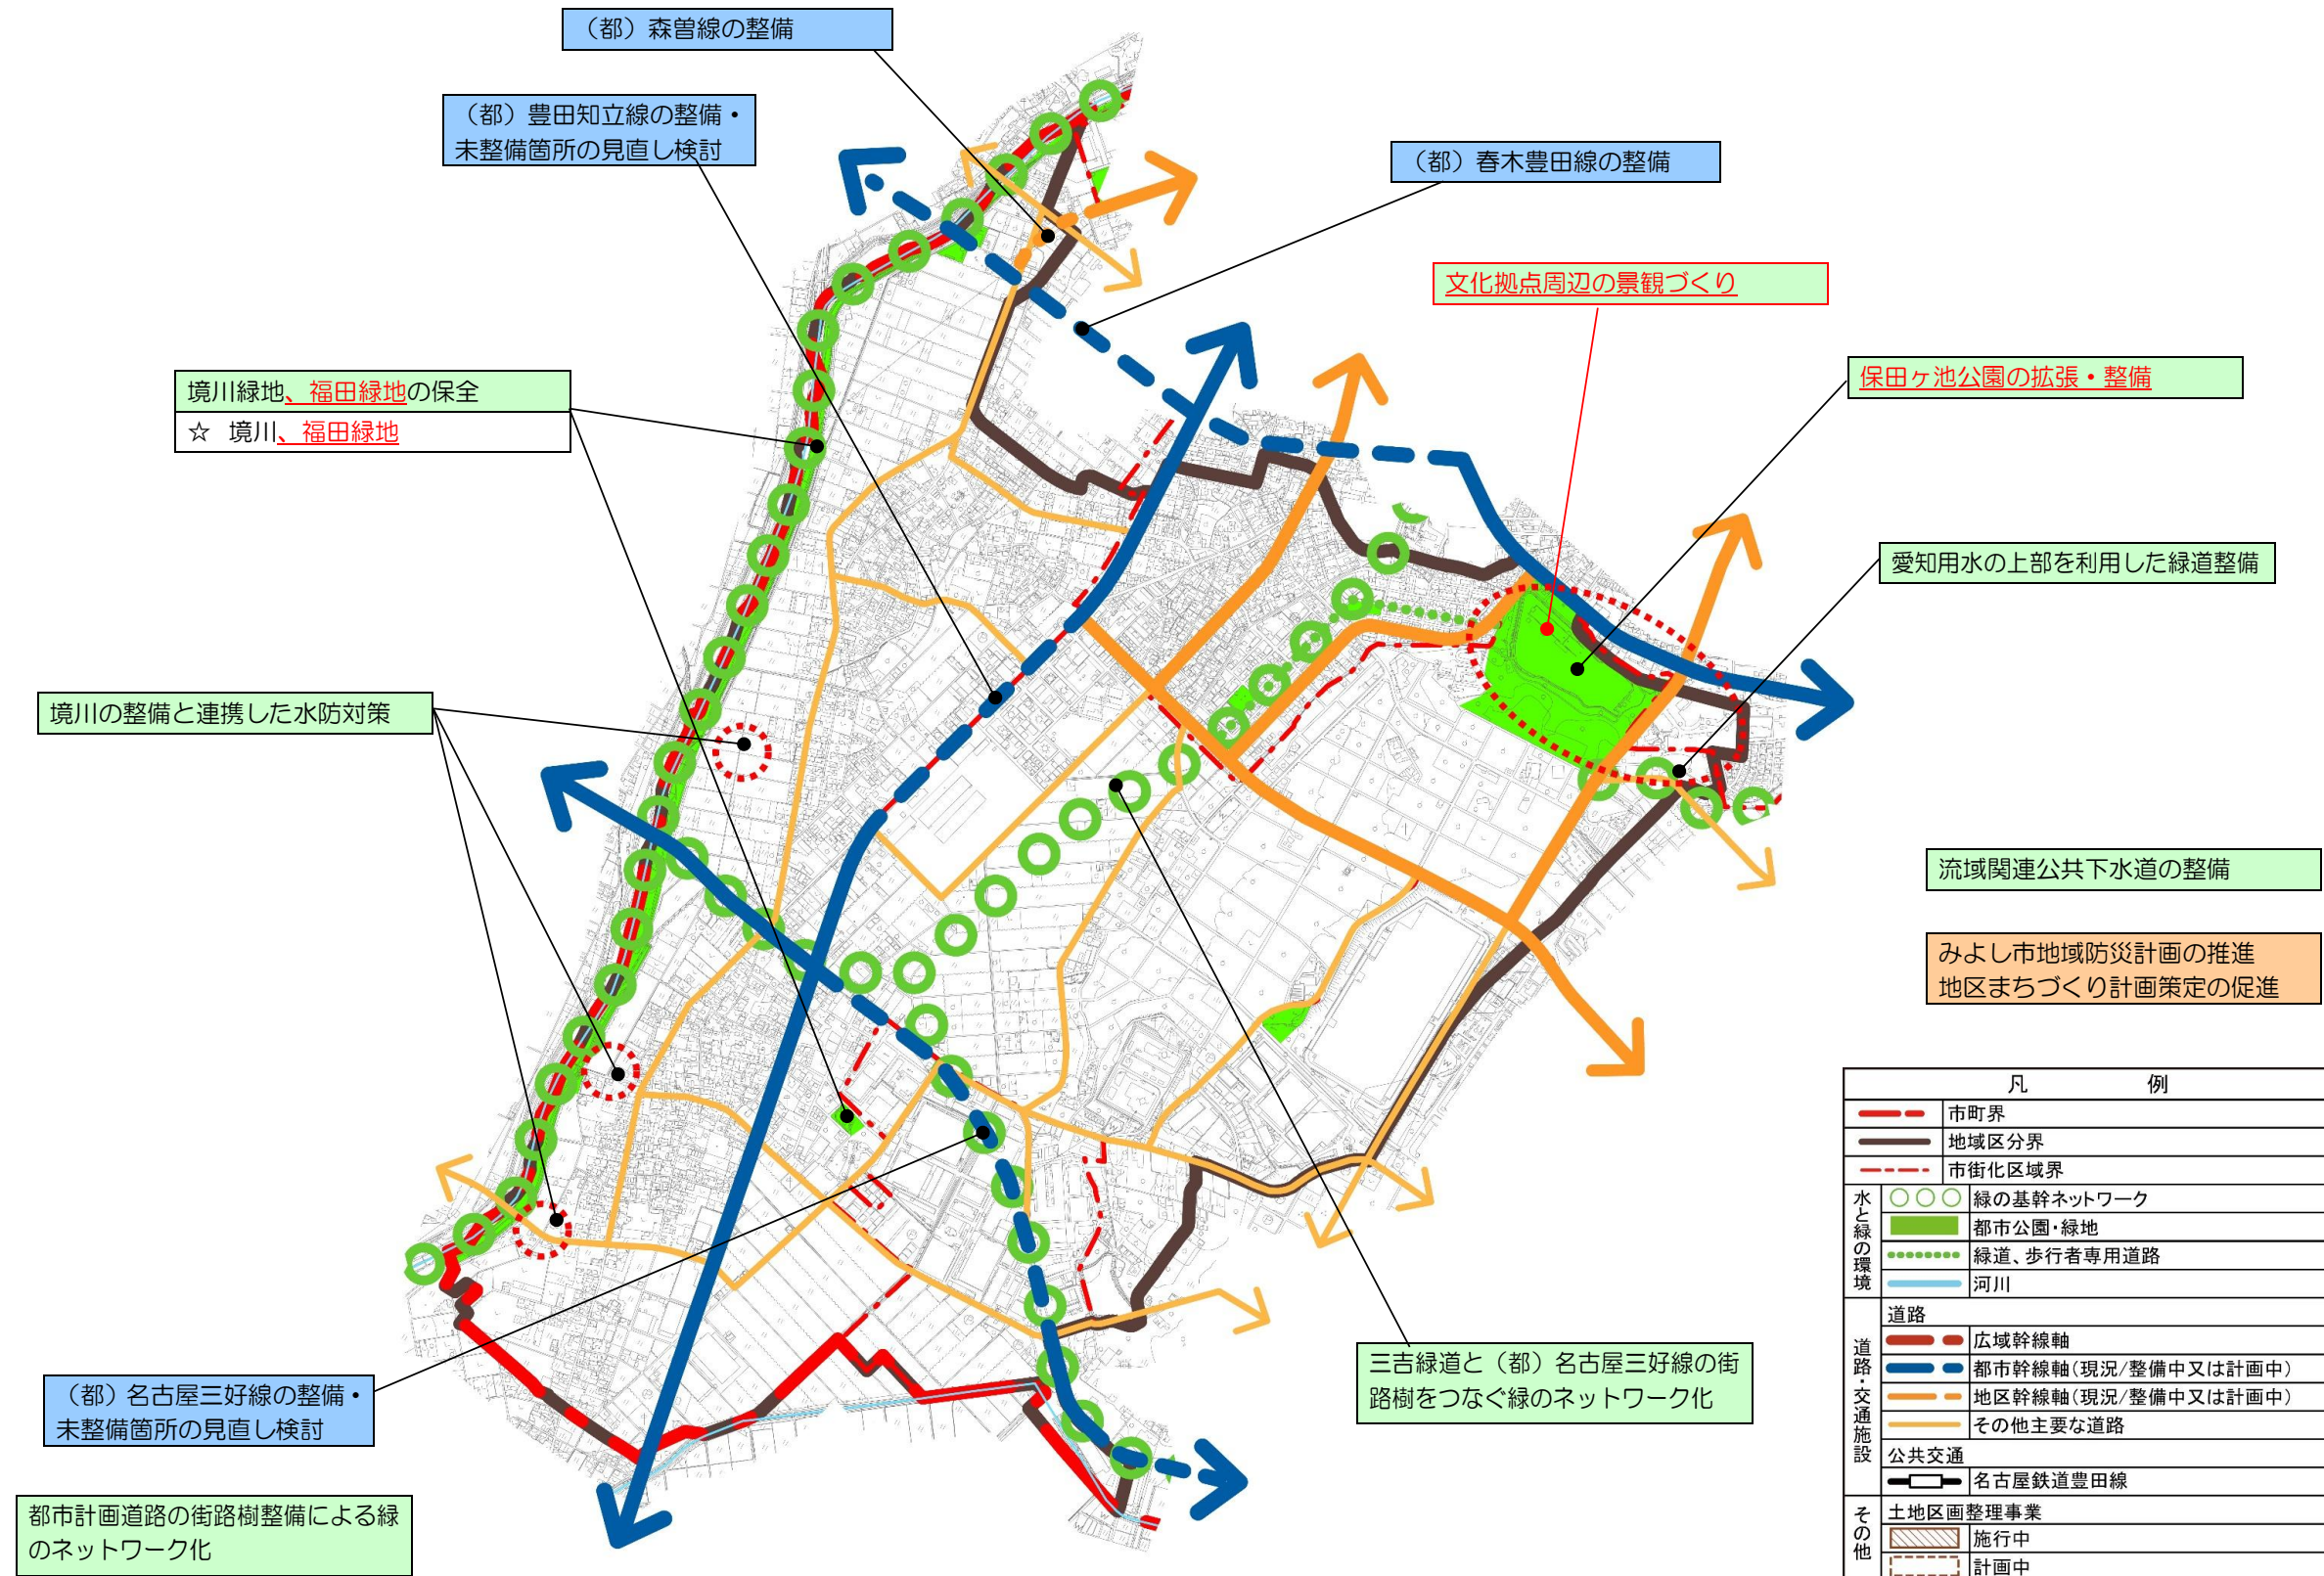 （都）森曽線の整備
（都）豊田知立線の整備・
未整備箇所の見直し検討
（都）春木豊田線の整備
文化拠点周辺の景観づくり
保田ヶ池公園の拡張・整備
境川緑地、福田緑地の保全
☆ 境川、福田緑地
愛知用水の上部を利用した緑道整備
境川の整備と連携した水防対策
流域関連公共下水道の整備
みよし市地域防災計画の推進
地区まちづくり計画策定の促進
三吉緑道と（都）名古屋三好線の街
路樹をつなぐ緑のネットワーク化
（都）名古屋三好線の整備・
未整備箇所の見直し検討
都市計画道路の街路樹整備による緑
のネットワーク化
凡 例
市町界
地域区分界
市街化区域界
水と緑の環境
緑の基幹ネットワーク
都市公園・緑地
緑道、歩行者専用道路
河川
道路・交通施設
道路
広域幹線軸
都市幹線軸（現況/整備中又は計画中）
地区幹線軸（現況/整備中又は計画中）
その他主要な道路
公共交通
名古屋鉄道豊田線
その他
土地区画整理事業
施行中
計画中